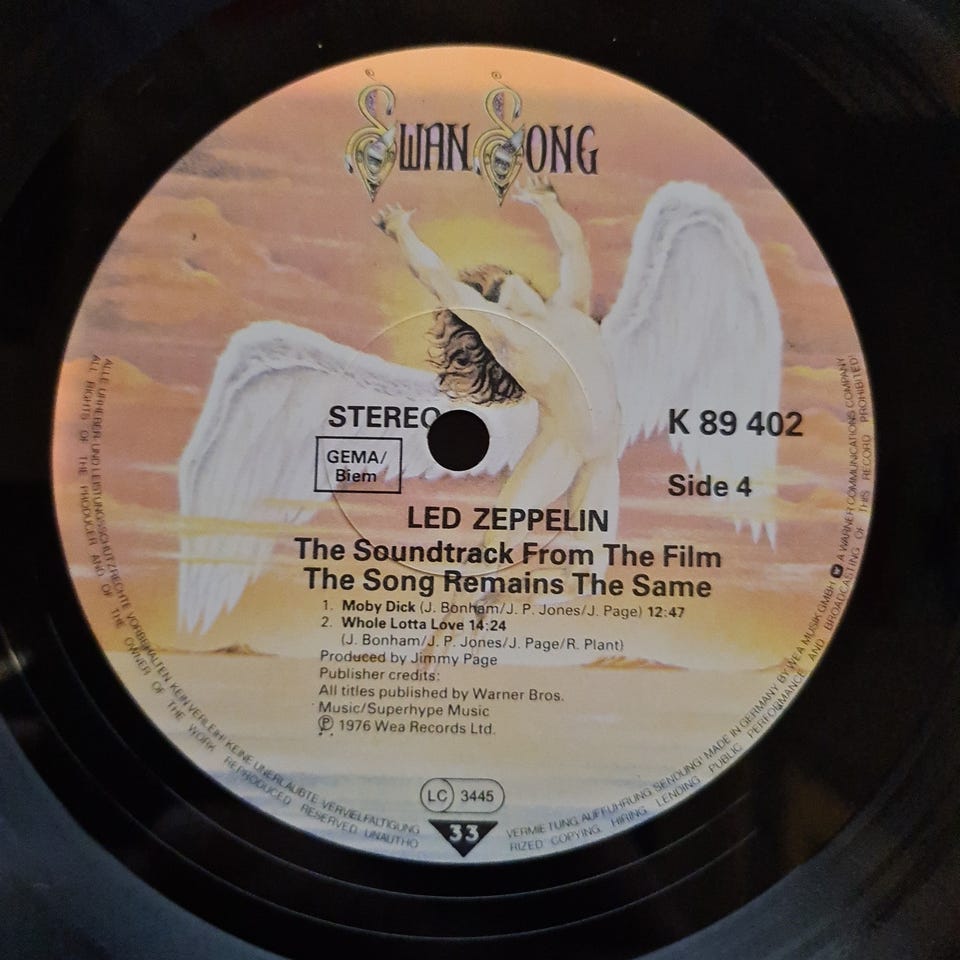 SWAN SONG
STEREO
K 89 402
GEMA/
Biem
Side 4
LED ZEPPELIN
The Soundtrack From The Film
The Song Remains The Same
1. Moby Dick (J. Bonham/J. P. Jones/J. Page) 12:47
2. Whole Lotta Love 14:24
(J. Bonham/J. P. Jones/J. Page/R. Plant)
Produced by Jimmy Page
Publisher credits:
All titles published by Warner Bros.
Music/Superhype Music
Ⓟ 1976 Wea Records Ltd.
LC 3445
33
ALLE URHEBER UND LEISTUNGSSCHUTZRECHTE VORBEHALTEN. KEIN VERLEIH! KEINE UNERLAUBTE VERVIELFÄLTIGUNG
VERMIETUNG, AUFFÜHRUNG, SENDUNG! MADE IN GERMANY BY WEA MUSIK GMBH A WARNER COMMUNICATIONS COMPANY
ALL RIGHTS OF THE PRODUCER AND OF THE OWNER OF THE WORK REPRODUCED RESERVED UNAUTHO
RIZED COPYING, HIRING, LENDING, PUBLIC PERFORMANCE AND BROADCASTING OF THIS RECORD PROHIBITED